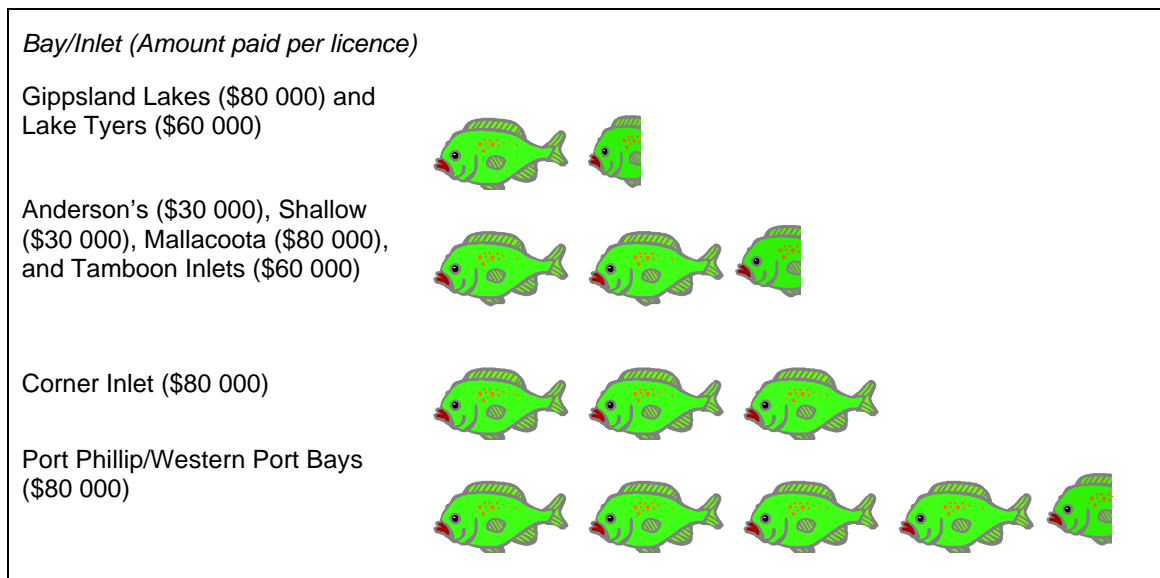 Bay/Inlet (Amount paid per licence)
Gippsland Lakes ($80 000) and
Lake Tyers ($60 000)
Anderson's ($30 000), Shallow
($30 000), Mallacoota ($80 000),
and Tamboon Inlets ($60 000)
Corner Inlet ($80 000)
Port Phillip/Western Port Bays
($80 000)